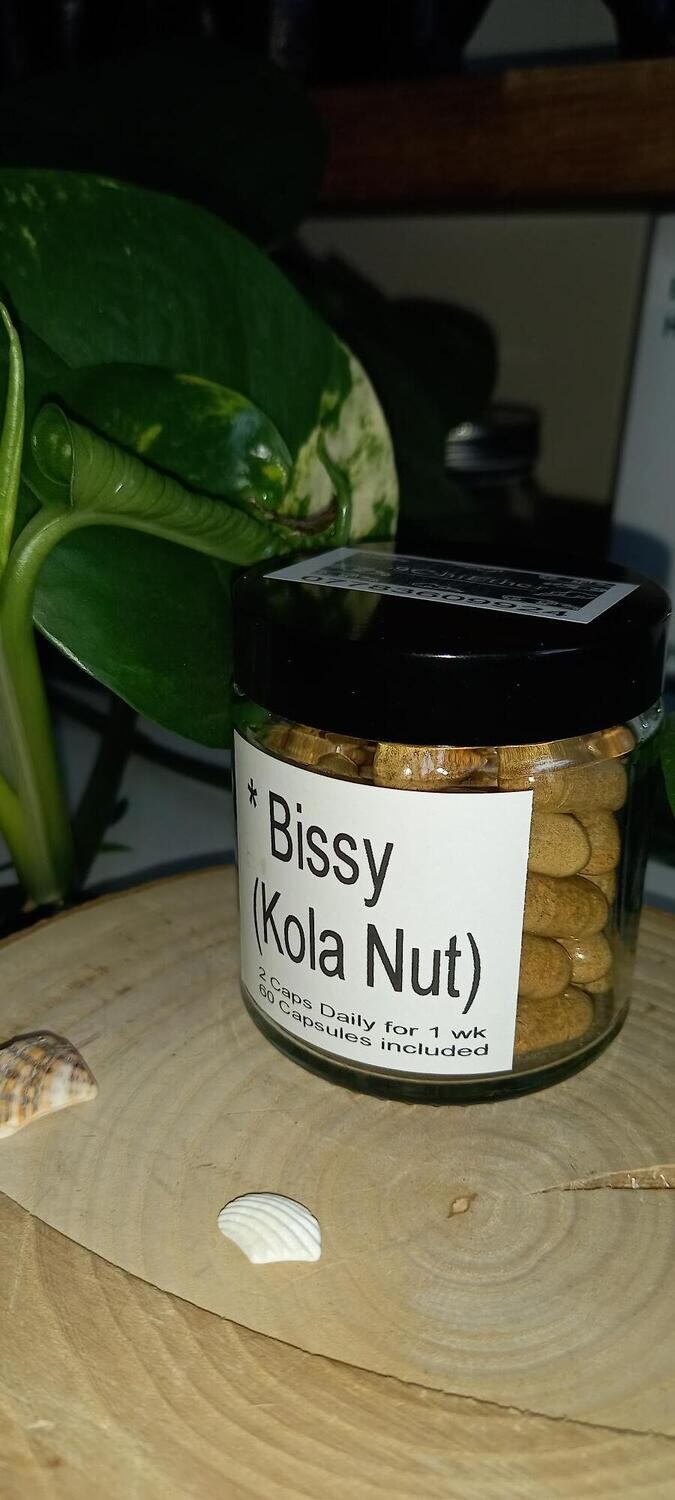 * Bissy
(Kola Nut)
2 Caps Daily for 1 wk
60 Capsules included